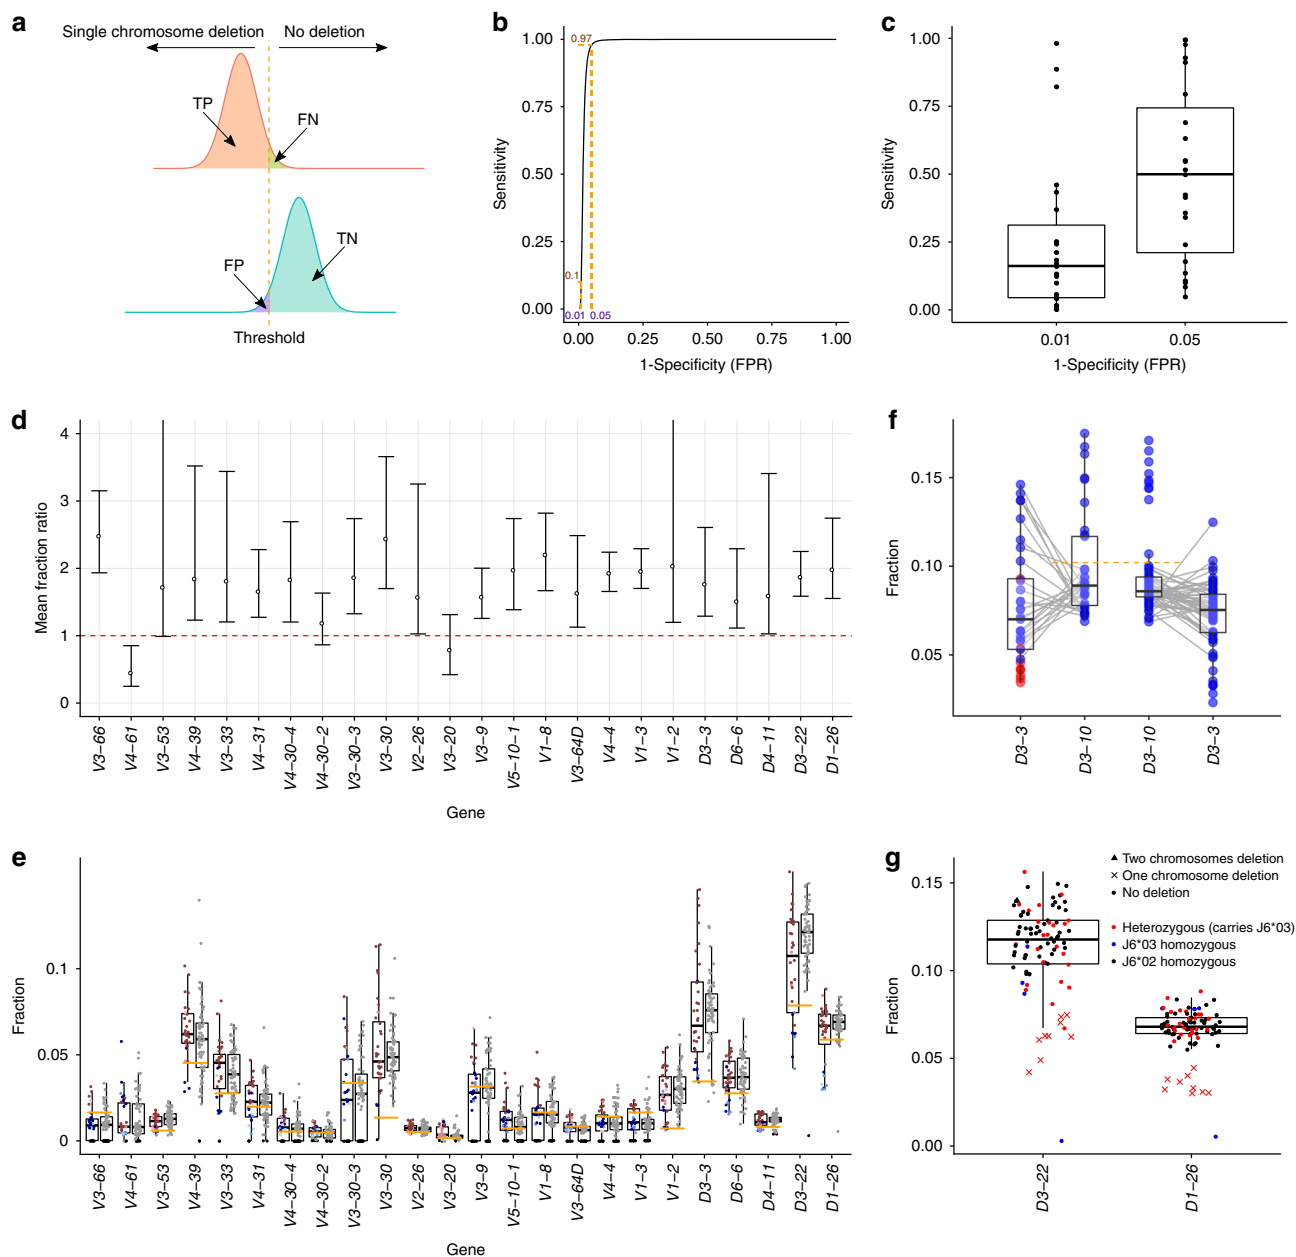 a
Single chromosome deletion
No deletion
TP
FN
FP
TN
Threshold
b
Sensitivity
1.00
0.75
0.50
0.25
0.00
0.97
0.1
0.01
0.05
0.00
0.25
0.50
0.75
1.00
1-Specificity (FPR)
c
Sensitivity
1.00
0.75
0.50
0.25
0.00
0.01
0.05
1-Specificity (FPR)
d
Mean fraction ratio
4
3
2
1
0
V3−66
V4−61
V3−53
V4−39
V3−33
V4−31
V4−30−4
V4−30−2
V3−30−3
V3−30
V2−26
V3−20
V3−9
V5−10−1
V1−8
V3−64D
V4−4
V1−3
V1−2
D3−3
D6−6
D4−11
D3−22
D1−26
Gene
f
Fraction
0.15
0.10
0.05
D3−3
D3−10
D3−10
D3−3
e
Fraction
0.1
0.05
0
V3−66
V4−61
V3−53
V4−39
V3−33
V4−31
V4−30−4
V4−30−2
V3−30−3
V3−30
V2−26
V3−20
V3−9
V5−10−1
V1−8
V3−64D
V4−4
V1−3
V1−2
D3−3
D6−6
D4−11
D3−22
D1−26
Gene
g
Fraction
0.15
0.10
0.05
0.00
Two chromosomes deletion
One chromosome deletion
No deletion
Heterozygous (carries J6*03)
J6*03 homozygous
J6*02 homozygous
D3−22
D1−26